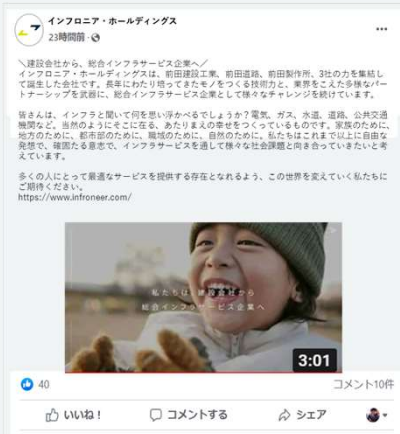 インフロニア・ホールディングス
23時間前・
＼建設会社から、総合インフラサービス企業へ／
インフロニア・ホールディングスは、前田建設工業、前田道路、前田製作所、3社の力を集結し
て誕生した会社です。長年にわたり培ってきたモノをつくる技術力と、業界をこえた多様なパー
トナーシップを武器に、総合インフラサービス企業として様々なチャレンジを続けています。
皆さんは、インフラと聞いて何を思い浮かべるでしょうか？電気、ガス、水道、道路、公共交通
機関など。当然のようにそこに在る、あたりまえの幸せをつくっているものです。家族のために、
地方のために、都市部のために、職域のために、自然のために。私たちはこれまで以上に自由な
発想で、確固たる意志で、インフラサービスを通して様々な社会課題と向き合っていきたいと考
えています。
多くの人にとって最適なサービスを提供する存在となれるよう、この世界を変えていく私たちに
ご期待ください。
https://www.infroneer.com/
私たちは、建設会社から
総合インフラサービス企業へ
3:01
40
コメント10件
いいね！
コメントする
シェア